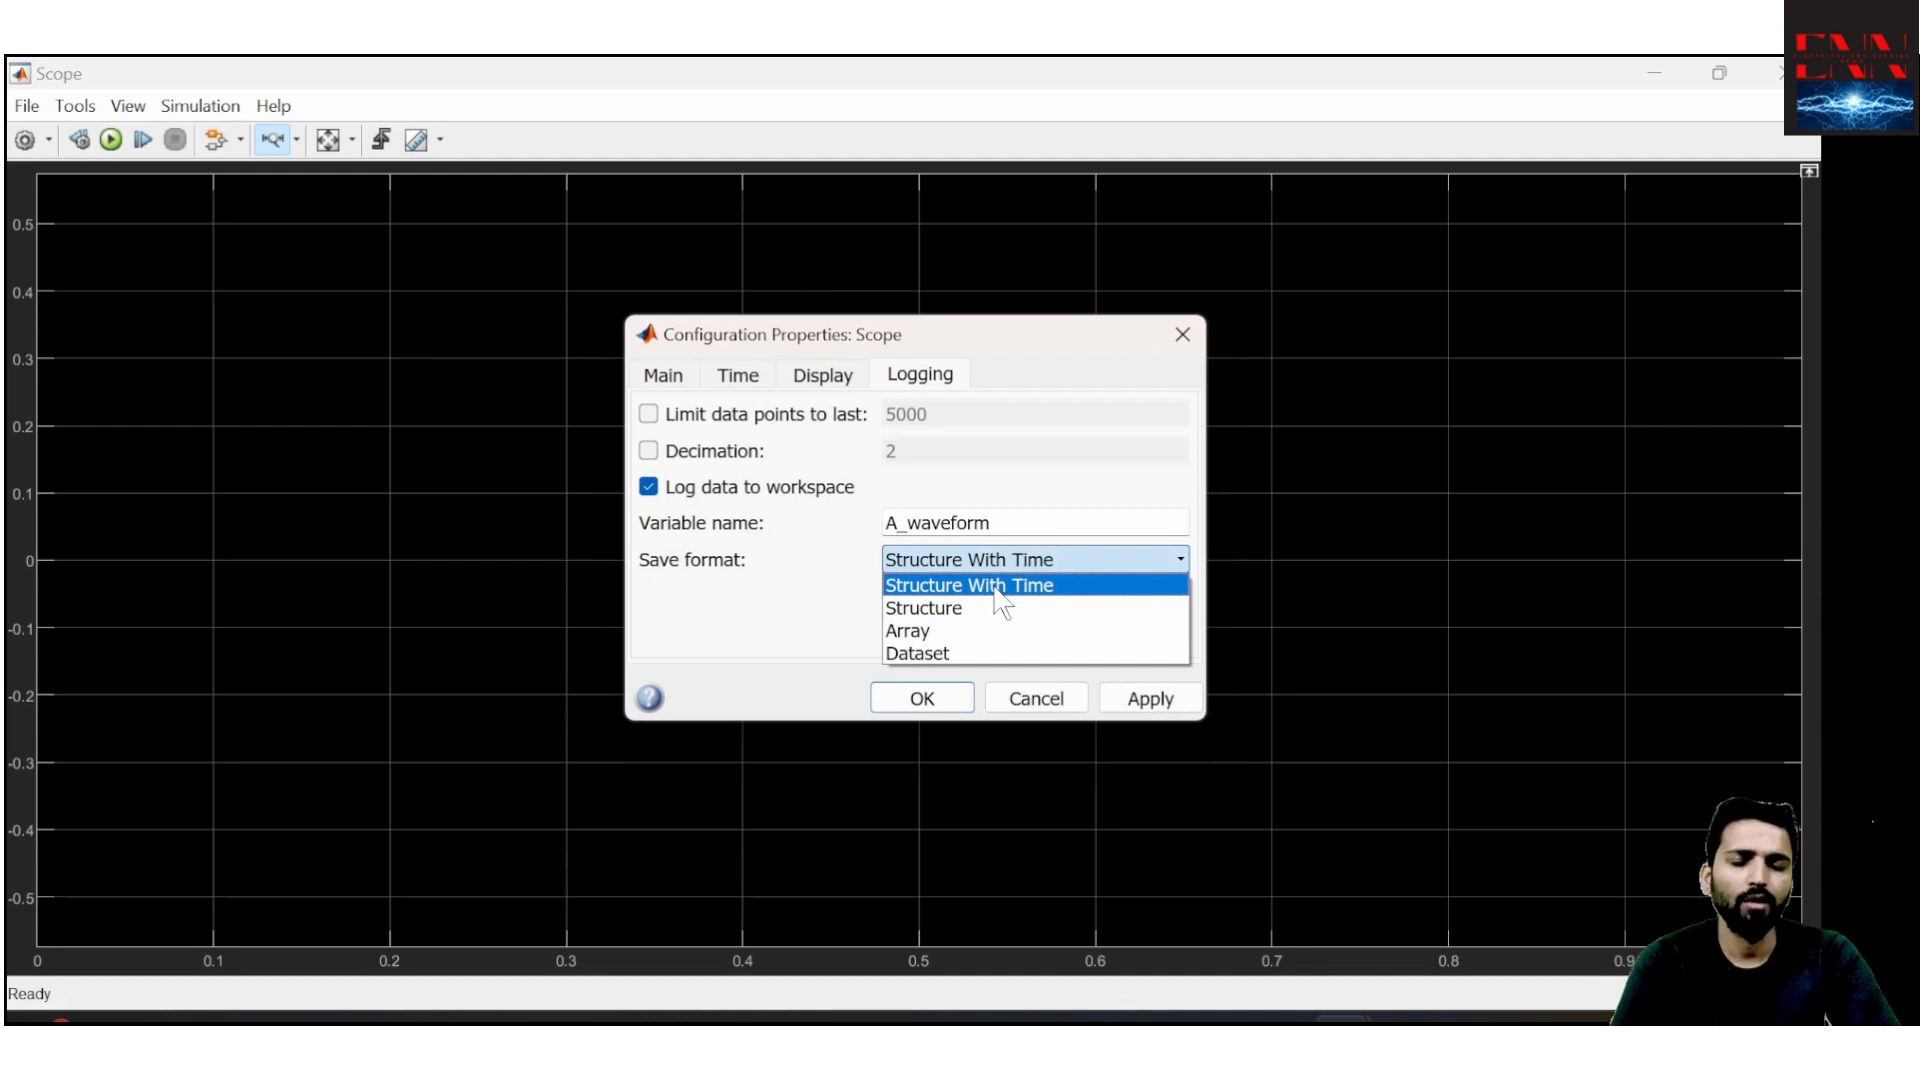 Scope
File Tools View Simulation Help
0.5
0.4
0.3
0.2
0.1
0
-0.1
-0.2
-0.3
-0.4
-0.5
0 0.1 0.2 0.3 0.4 0.5 0.6 0.7 0.8 0.9
Configuration Properties: Scope
Main Time Display Logging
Limit data points to last: 5000
Decimation: 2
Log data to workspace
Variable name: A_waveform
Save format: Structure With Time
Structure With Time
Structure
Array
Dataset
OK Cancel Apply
Ready